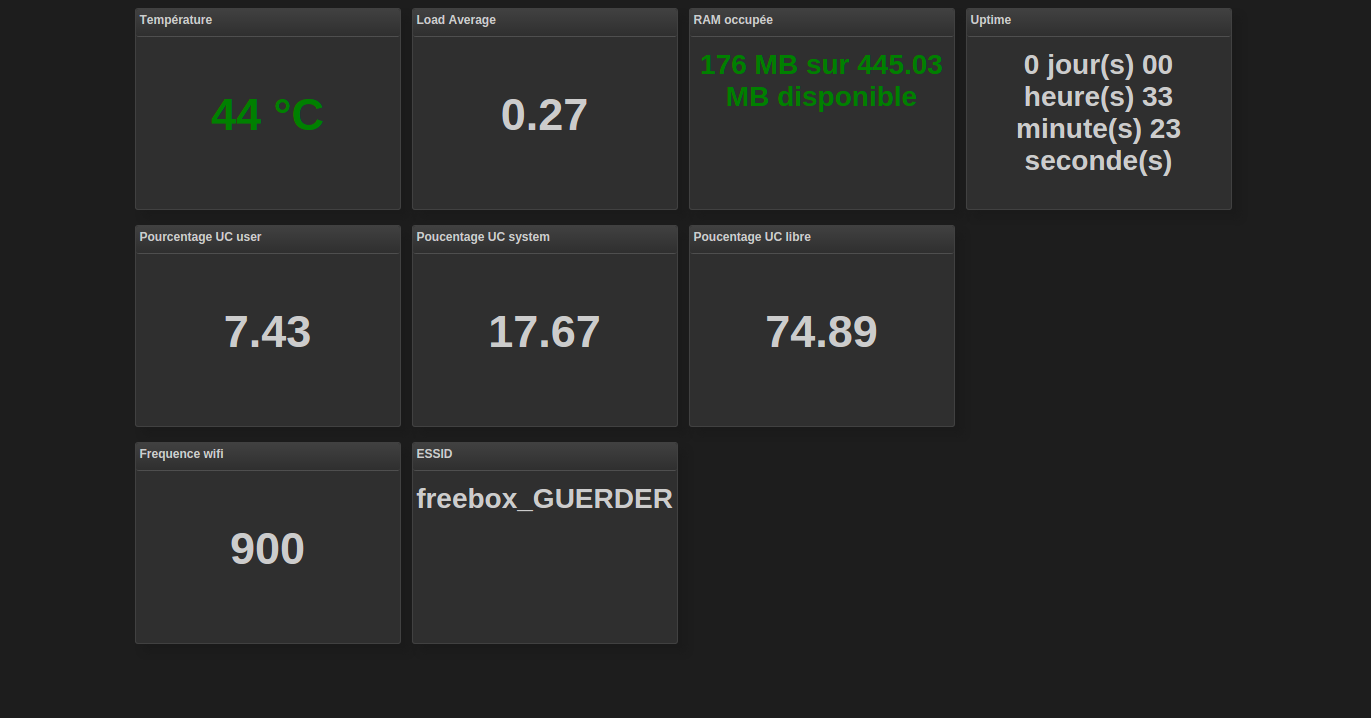 Température
44 °C
Load Average
0.27
RAM occupée
176 MB sur 445.03
MB disponible
Uptime
0 jour(s) 00
heure(s) 33
minute(s) 23
seconde(s)
Pourcentage UC user
7.43
Poucentage UC system
17.67
Poucentage UC libre
74.89
Frequence wifi
900
ESSID
freebox_GUERDER